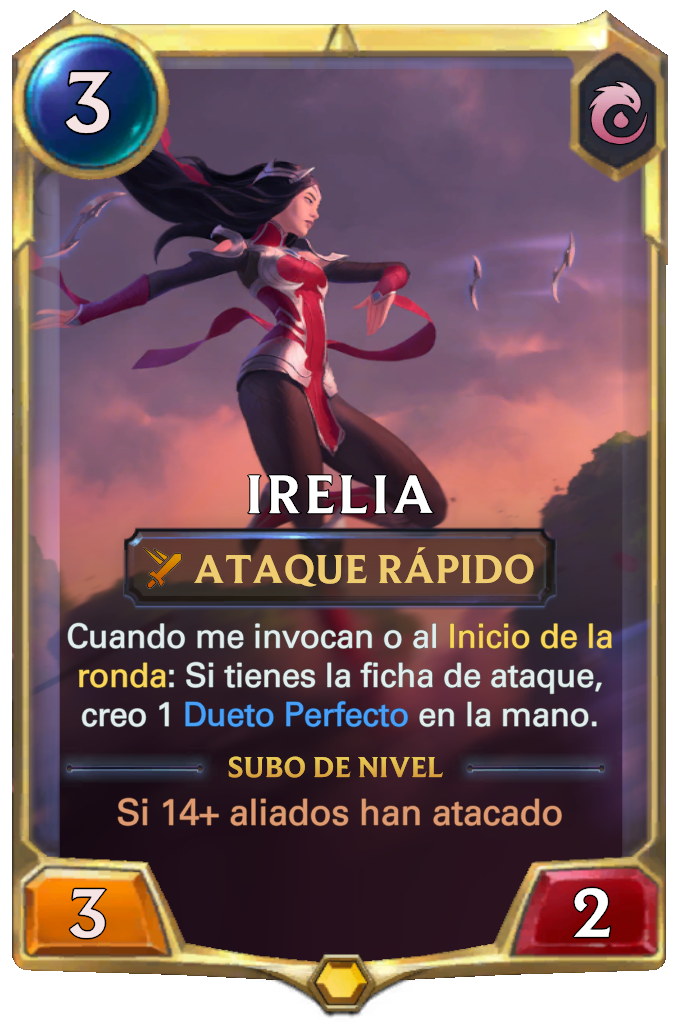 3
IRELIA
ATAQUE RÁPIDO
Cuando me invocan o al Inicio de la
ronda: Si tienes la ficha de ataque,
creo 1 Dueto Perfecto en la mano.
SUBO DE NIVEL
Si 14+ aliados han atacado
3
2